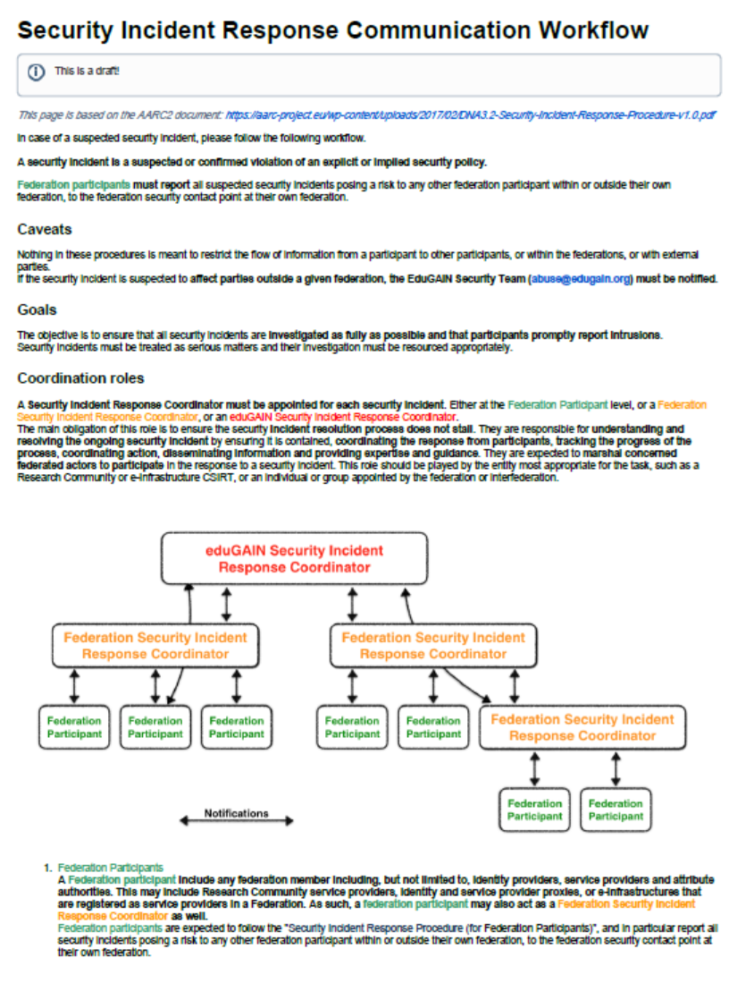 Security Incident Response Communication Workflow
This is a draft!
This page is based on the AARC2 document: https://aarc-project.eu/wp-content/uploads/2017/02/DNA3.2-Security-Incident-Response-Procedure-v1.0.pdf
In case of a suspected security incident, please follow the following workflow.
A security incident is a suspected or confirmed violation of an explicit or implied security policy.
Federation participants must report all suspected security incidents posing a risk to any other federation participant within or outside their own
federation, to the federation security contact point at their own federation.
Caveats
Nothing in these procedures is meant to restrict the flow of information from a participant to other participants, or within the federations, or with external
parties.
If the security incident is suspected to affect parties outside a given federation, the EduGAIN Security Team (abuse@edugain.org) must be notified.
Goals
The objective is to ensure that all security incidents are investigated as fully as possible and that participants promptly report intrusions.
Security incidents must be treated as serious matters and their investigation must be resourced appropriately.
Coordination roles
A Security Incident Response Coordinator must be appointed for each security incident. Either at the Federation Participant level, or a Federation
Security Incident Response Coordinator, or an eduGAIN Security Incident Response Coordinator.
The main obligation of this role is to ensure the security incident resolution process does not stall. They are responsible for understanding and
resolving the ongoing security incident by ensuring it is contained, coordinating the response from participants, tracking the progress of the
process, coordinating action, disseminating information and providing expertise and guidance. They are expected to marshal concerned
federated actors to participate in the response to a security incident. This role should be played by the entity most appropriate for the task, such as a
Research Community or e-Infrastructure CSIRT, or an individual or group appointed by the federation or interfederation.
eduGAIN Security Incident
Response Coordinator
Federation Security Incident
Response Coordinator
Federation Security Incident
Response Coordinator
Federation
Participant
Federation
Participant
Federation
Participant
Federation
Participant
Federation
Participant
Federation Security Incident
Response Coordinator
Federation
Participant
Federation
Participant
Notifications
1. Federation Participants
A Federation participant include any federation member including, but not limited to, identity providers, service providers and attribute
authorities. This may include Research Community service providers, identity and service provider proxies, or e-Infrastructures that
are registered as service providers in a Federation. As such, a federation participant may also act as a Federation Security Incident
Response Coordinator as well.
Federation participants are expected to follow the "Security Incident Response Procedure (for Federation Participants)", and in particular report all
security incidents posing a risk to any other federation participant within or outside their own federation, to the federation security contact point at
their own federation.